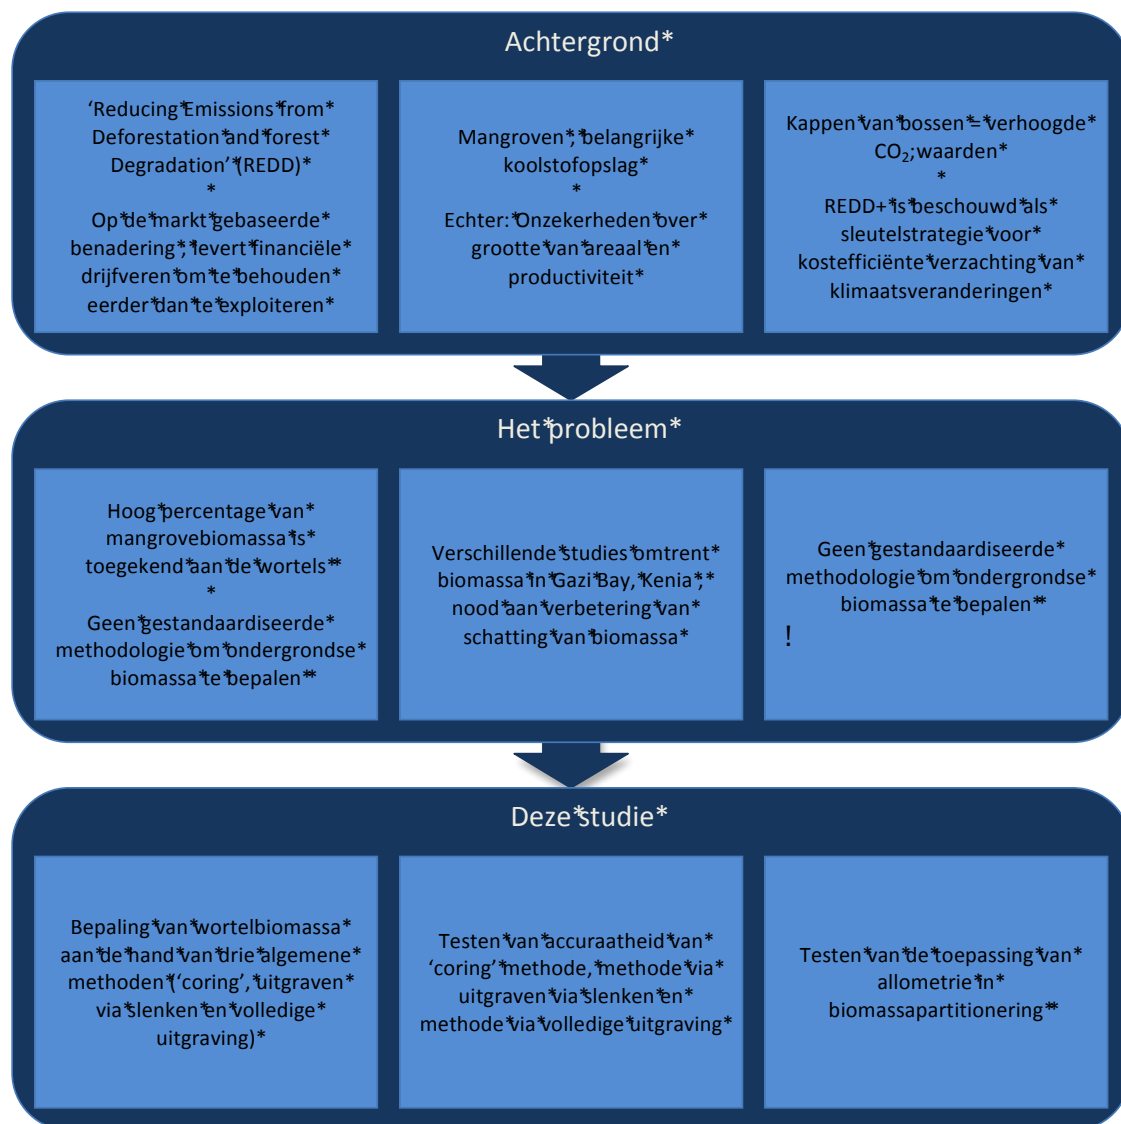 Achtergrond*
‘Reducing*Emissions*from*
Deforestation*and*forest*
Degradation’*(REDD)*
*
Op*de*markt*gebaseerde*
benadering*;*levert*financiële*
drijfveren*om*te*behouden*
eerder*dan*te*exploiteren*
Mangroven*;*belangrijke*
koolstofopslag*
*
Echter:*Onzekerheden*over*
grootte*van*areaal*en*
productiviteit*
Kappen*van*bossen*=*verhoogde*
CO₂;waarden*
*
REDD+*is*beschouwd*als*
sleutelstrategie*voor*
kostefficiënte*verzachting*van*
klimaatsveranderingen*
Het*probleem*
Hoog*percentage*van*
mangrovebiomassa*is*
toegekend*aan*de*wortels**
*
Geen*gestandaardiseerde*
methodologie*om*ondergrondse*
biomassa*te*bepalen**
Verschillende*studies*omtrent*
biomassa*in*Gazi*Bay,*Kenia*;*
nood*aan*verbetering*van*
schatting*van*biomassa*
Geen*gestandaardiseerde*
methodologie*om*ondergrondse*
biomassa*te*bepalen**
!
Deze*studie*
Bepaling*van*wortelbiomassa*
aan*de*hand*van*drie*algemene*
methoden*(‘coring’,*uitgraven*
via*slenken*en*volledige*
uitgraving)*
Testen*van*accuraatheid*van*
‘coring’*methode,*methode*via*
uitgraven*via*slenken*en*
methode*via*volledige*uitgraving*
Testen*van*de*toepassing*van*
allometrie*in*
biomassapartitionering**